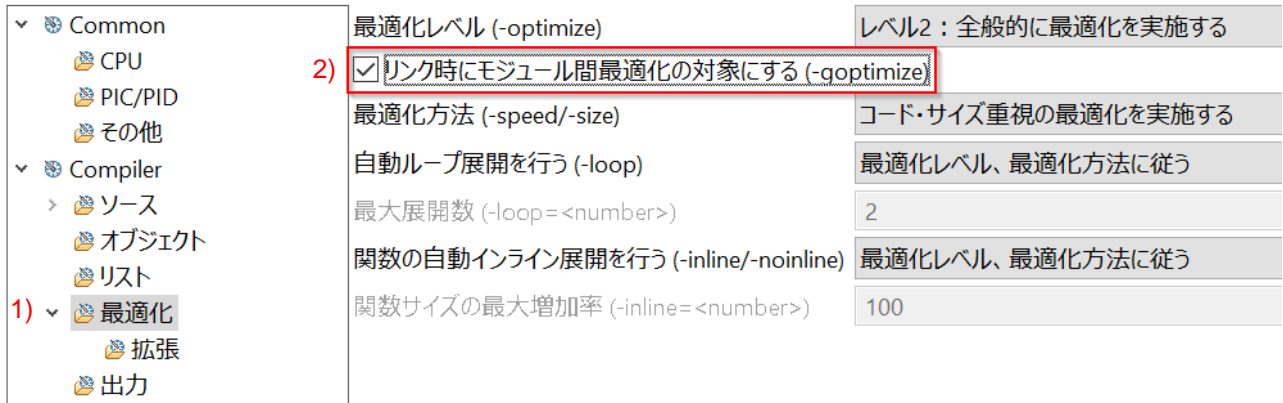 Common
CPU
PIC/PID
その他
Compiler
ソース
オブジェクト
リスト
1) 最適化
拡張
出力
最適化レベル (-optimize) レベル2：全般的に最適化を実施する
2) リンク時にモジュール間最適化の対象にする (-goptimize)
最適化方法 (-speed/-size) コード・サイズ重視の最適化を実施する
自動ループ展開を行う (-loop) 最適化レベル、最適化方法に従う
最大展開数 (-loop=<number>) 2
関数の自動インライン展開を行う (-inline/-noinline) 最適化レベル、最適化方法に従う
関数サイズの最大増加率 (-inline=<number>) 100